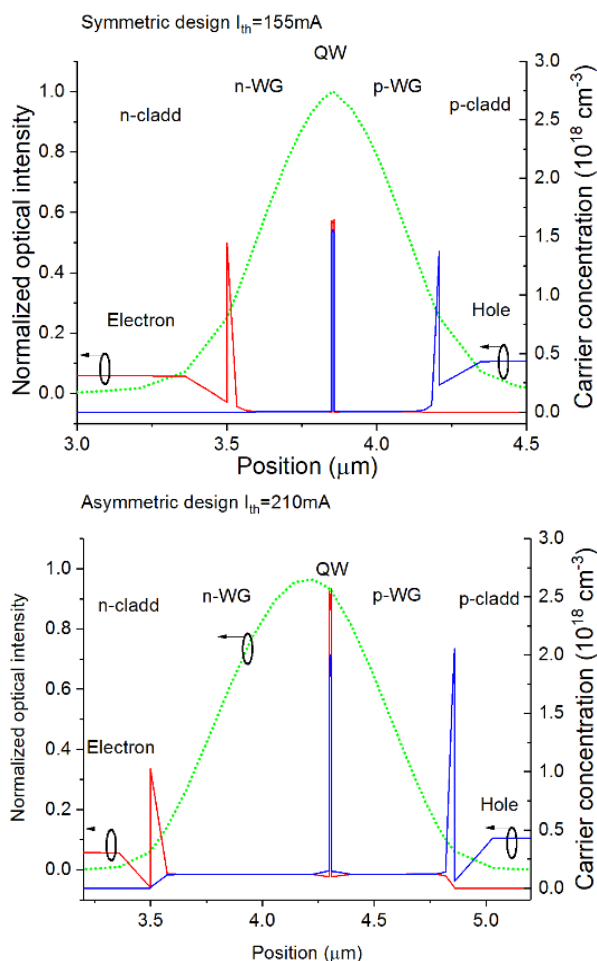 Symmetric design Ith=155mA
QW
n-WG p-WG
n-cladd p-cladd
Electron Hole
Normalized optical intensity
1.0
0.8
0.6
0.4
0.2
0.0
Carrier concentration (10^18 cm^-3)
3.0
2.5
2.0
1.5
1.0
0.5
0.0
3.0 3.5 4.0 4.5
Position (μm)
Asymmetric design Ith=210mA
QW
n-cladd n-WG p-WG p-cladd
Electron Hole
Normalized optical intensity
1.0
0.8
0.6
0.4
0.2
0.0
Carrier concentration (10^18 cm^-3)
3.0
2.5
2.0
1.5
1.0
0.5
0.0
3.5 4.0 4.5 5.0
Position (μm)